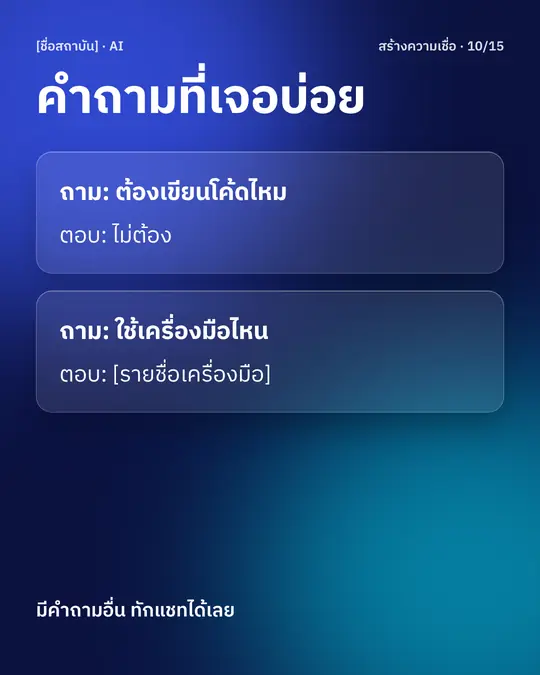 [ชื่อสถาบัน] · AI
สร้างความเชื่อ · 10/15
คำถามที่เจอบ่อย
ถาม: ต้องเขียนโค้ดไหม
ตอบ: ไม่ต้อง
ถาม: ใช้เครื่องมือไหน
ตอบ: [รายชื่อเครื่องมือ]
มีคำถามอื่น ทักแชทได้เลย